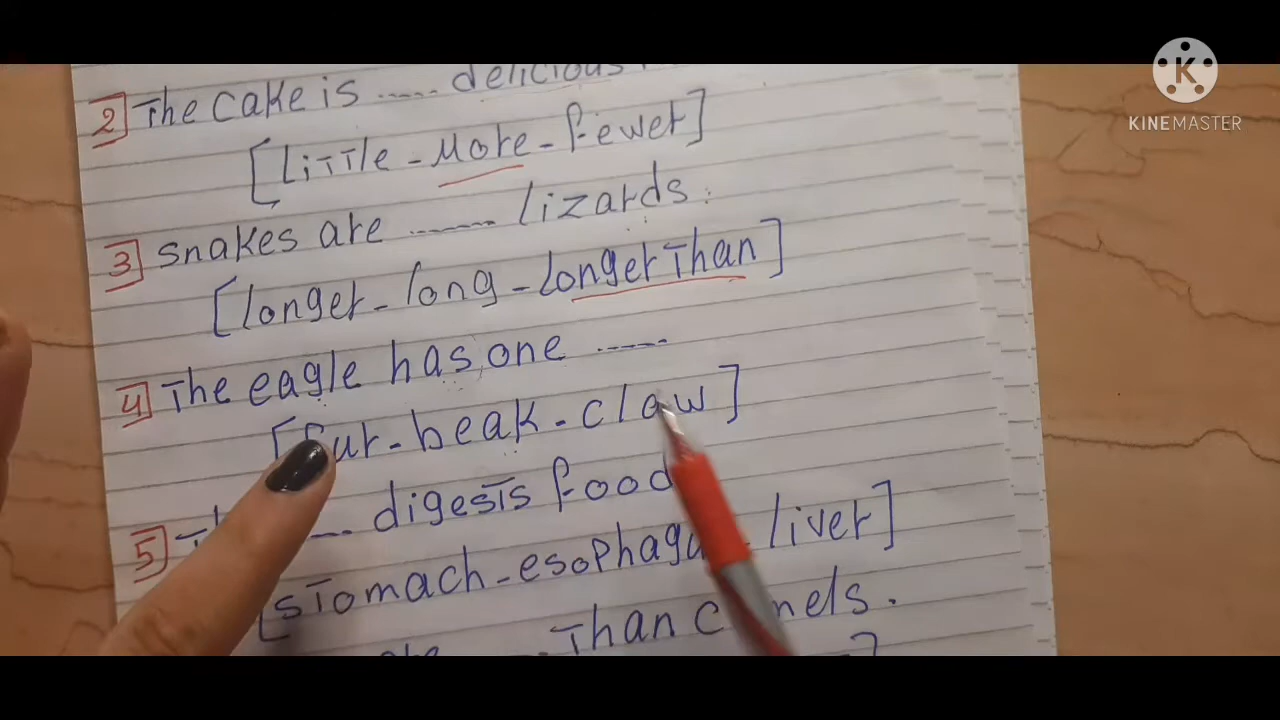 KINEMASTER
2 The cake is ..... delicious
[little - More - fewer]
3 snakes are ....... lizards.
[longer - long - longer Than]
4 The eagle has one ......
[fur - beak - claw]
5 ... digests food
[stomach - esophagus - liver]
Than camels.